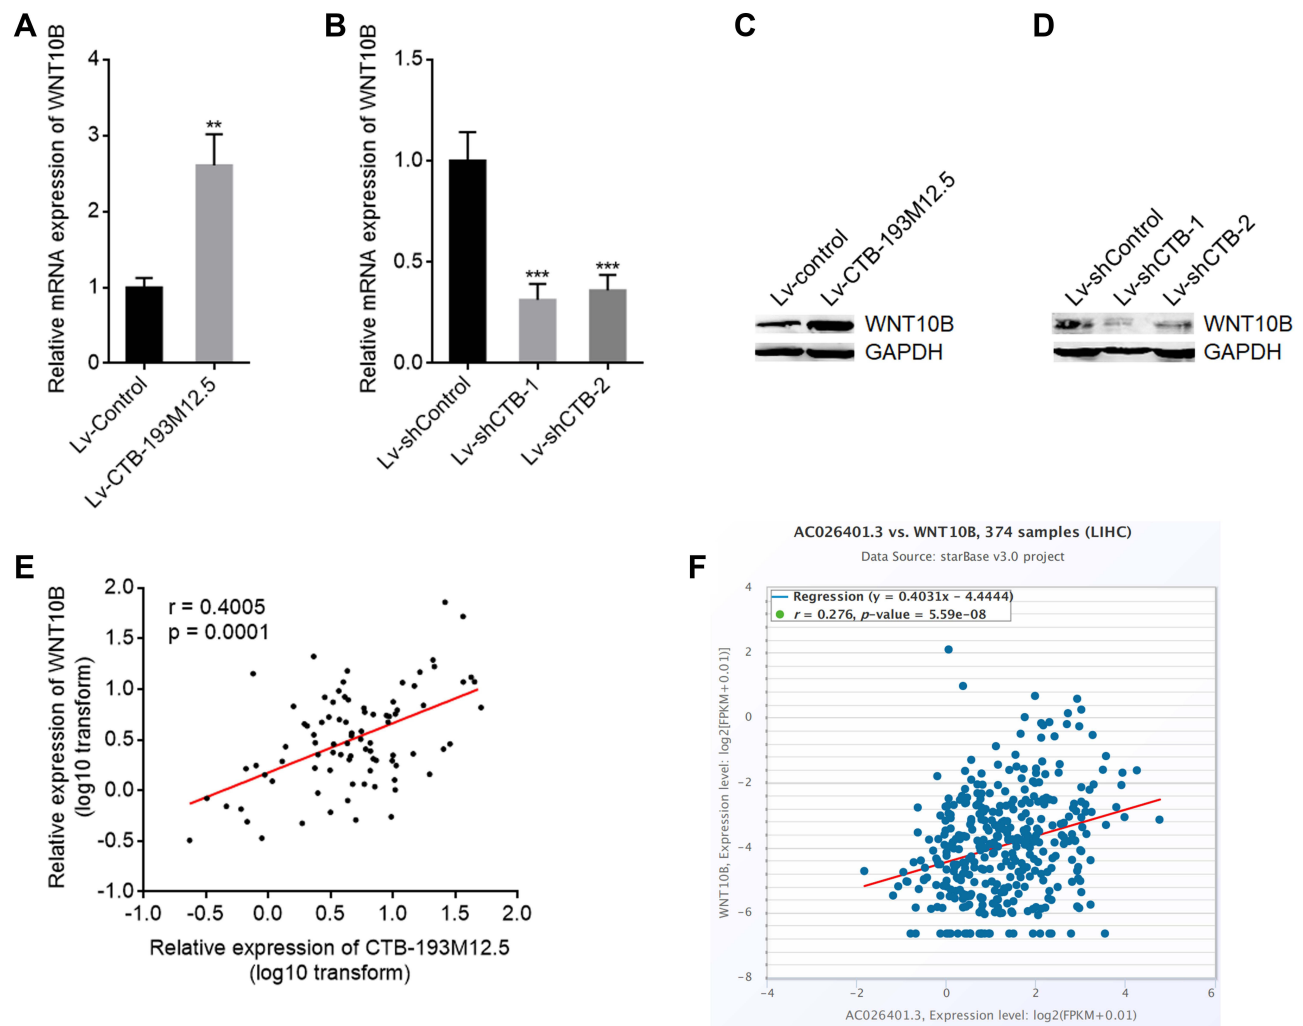 A
Relative mRNA expression of WNT10B
4
3
2
1
0
**
Lv-Control
Lv-CTB-193M12.5
B
Relative mRNA expression of WNT10B
1.5
1.0
0.5
0.0
***
***
Lv-shControl
Lv-shCTB-1
Lv-shCTB-2
C
Lv-control
Lv-CTB-193M12.5
WNT10B
GAPDH
D
Lv-shControl
Lv-shCTB-1
Lv-shCTB-2
WNT10B
GAPDH
E
Relative expression of WNT10B
(log10 transform)
2.0
1.5
1.0
0.5
0.0
-0.5
-1.0
r = 0.4005
p = 0.0001
-1.0 -0.5 0.0 0.5 1.0 1.5 2.0
Relative expression of CTB-193M12.5
(log10 transform)
F
AC026401.3 vs. WNT10B, 374 samples (LIHC)
Data Source: starBase v3.0 project
Regression (y = 0.4031x − 4.4444)
r = 0.276, p-value = 5.59e-08
WNT10B, Expression level: log2[FPKM+0.01)]
4
2
0
−2
−4
−6
−8
−4 −2 0 2 4 6
AC026401.3, Expression level: log2(FPKM+0.01)